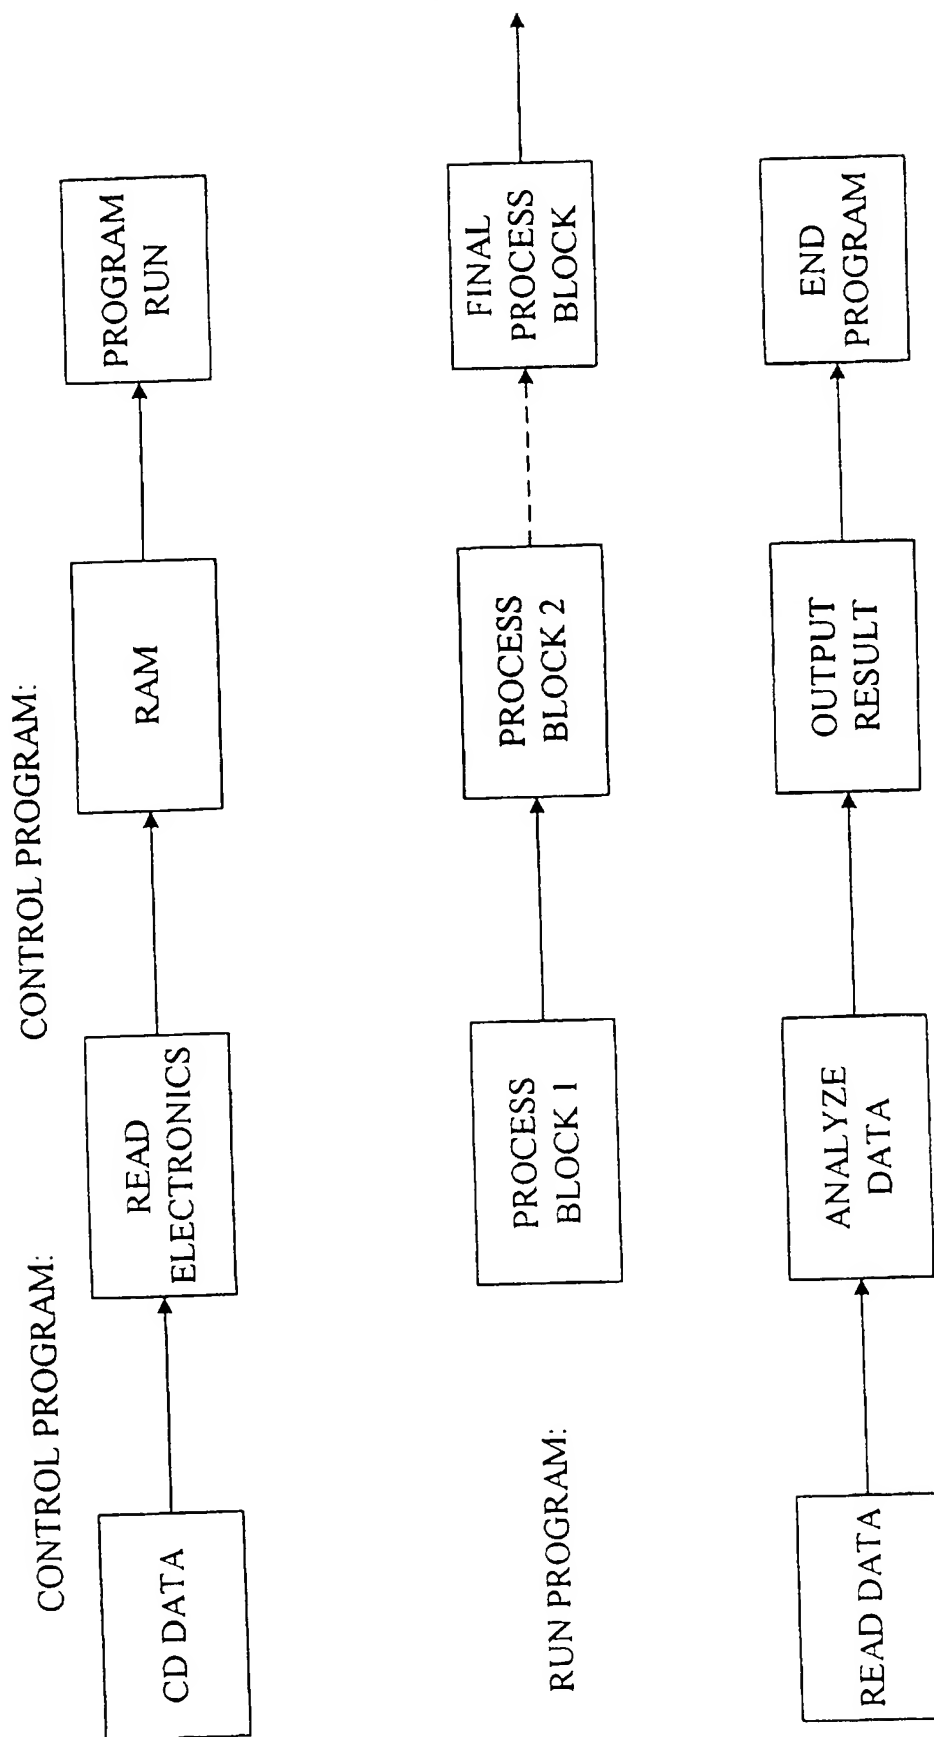 CONTROL PROGRAM:
CONTROL PROGRAM:
CD DATA
READ
ELECTRONICS
RAM
PROGRAM
RUN
RUN PROGRAM:
PROCESS
BLOCK 1
PROCESS
BLOCK 2
FINAL
PROCESS
BLOCK
READ DATA
ANALYZE
DATA
OUTPUT
RESULT
END
PROGRAM